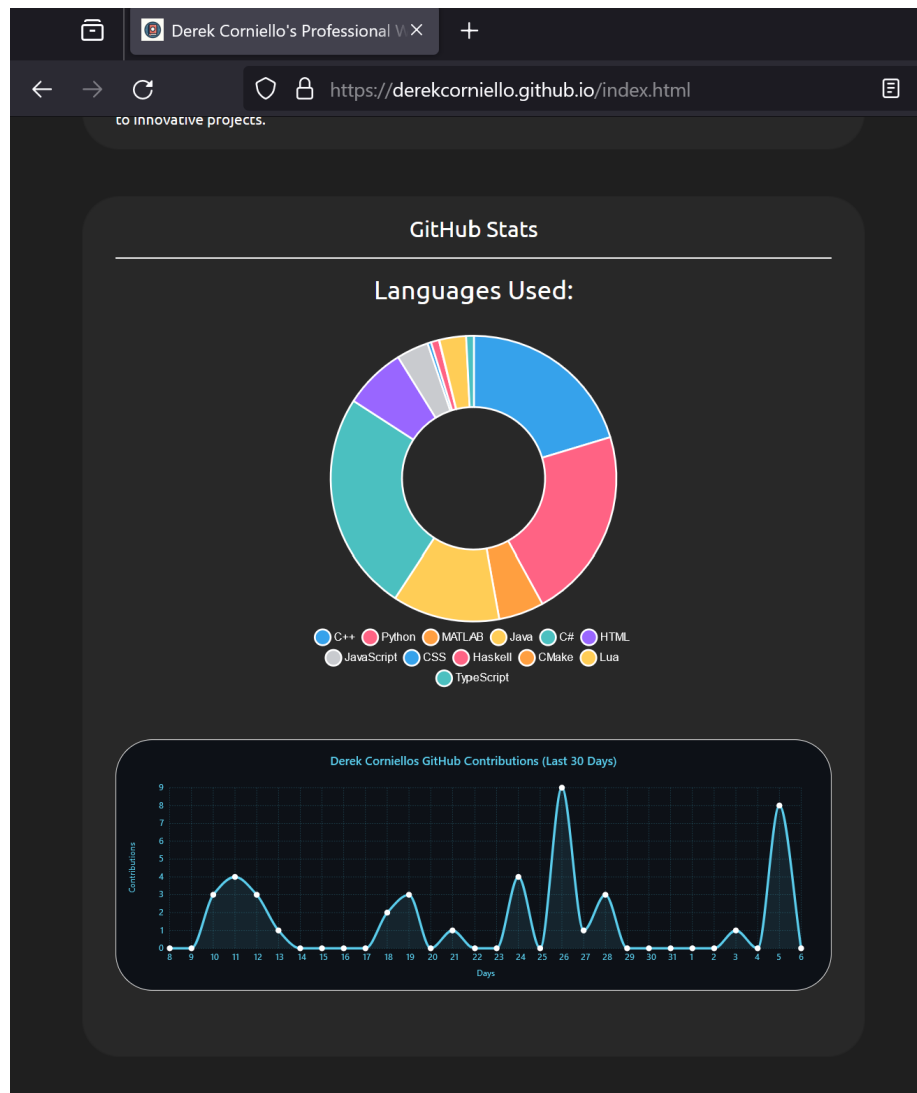 Derek Corniello's Professional W
https://derekcorniello.github.io/index.html
to innovative projects.
GitHub Stats
Languages Used:
C++ Python MATLAB Java C# HTML
JavaScript CSS Haskell CMake Lua
TypeScript
Derek Corniellos GitHub Contributions (Last 30 Days)
Contributions
9
8
7
6
5
4
3
2
1
0
8 9 10 11 12 13 14 15 16 17 18 19 20 21 22 23 24 25 26 27 28 29 30 31 1 2 3 4 5 6
Days